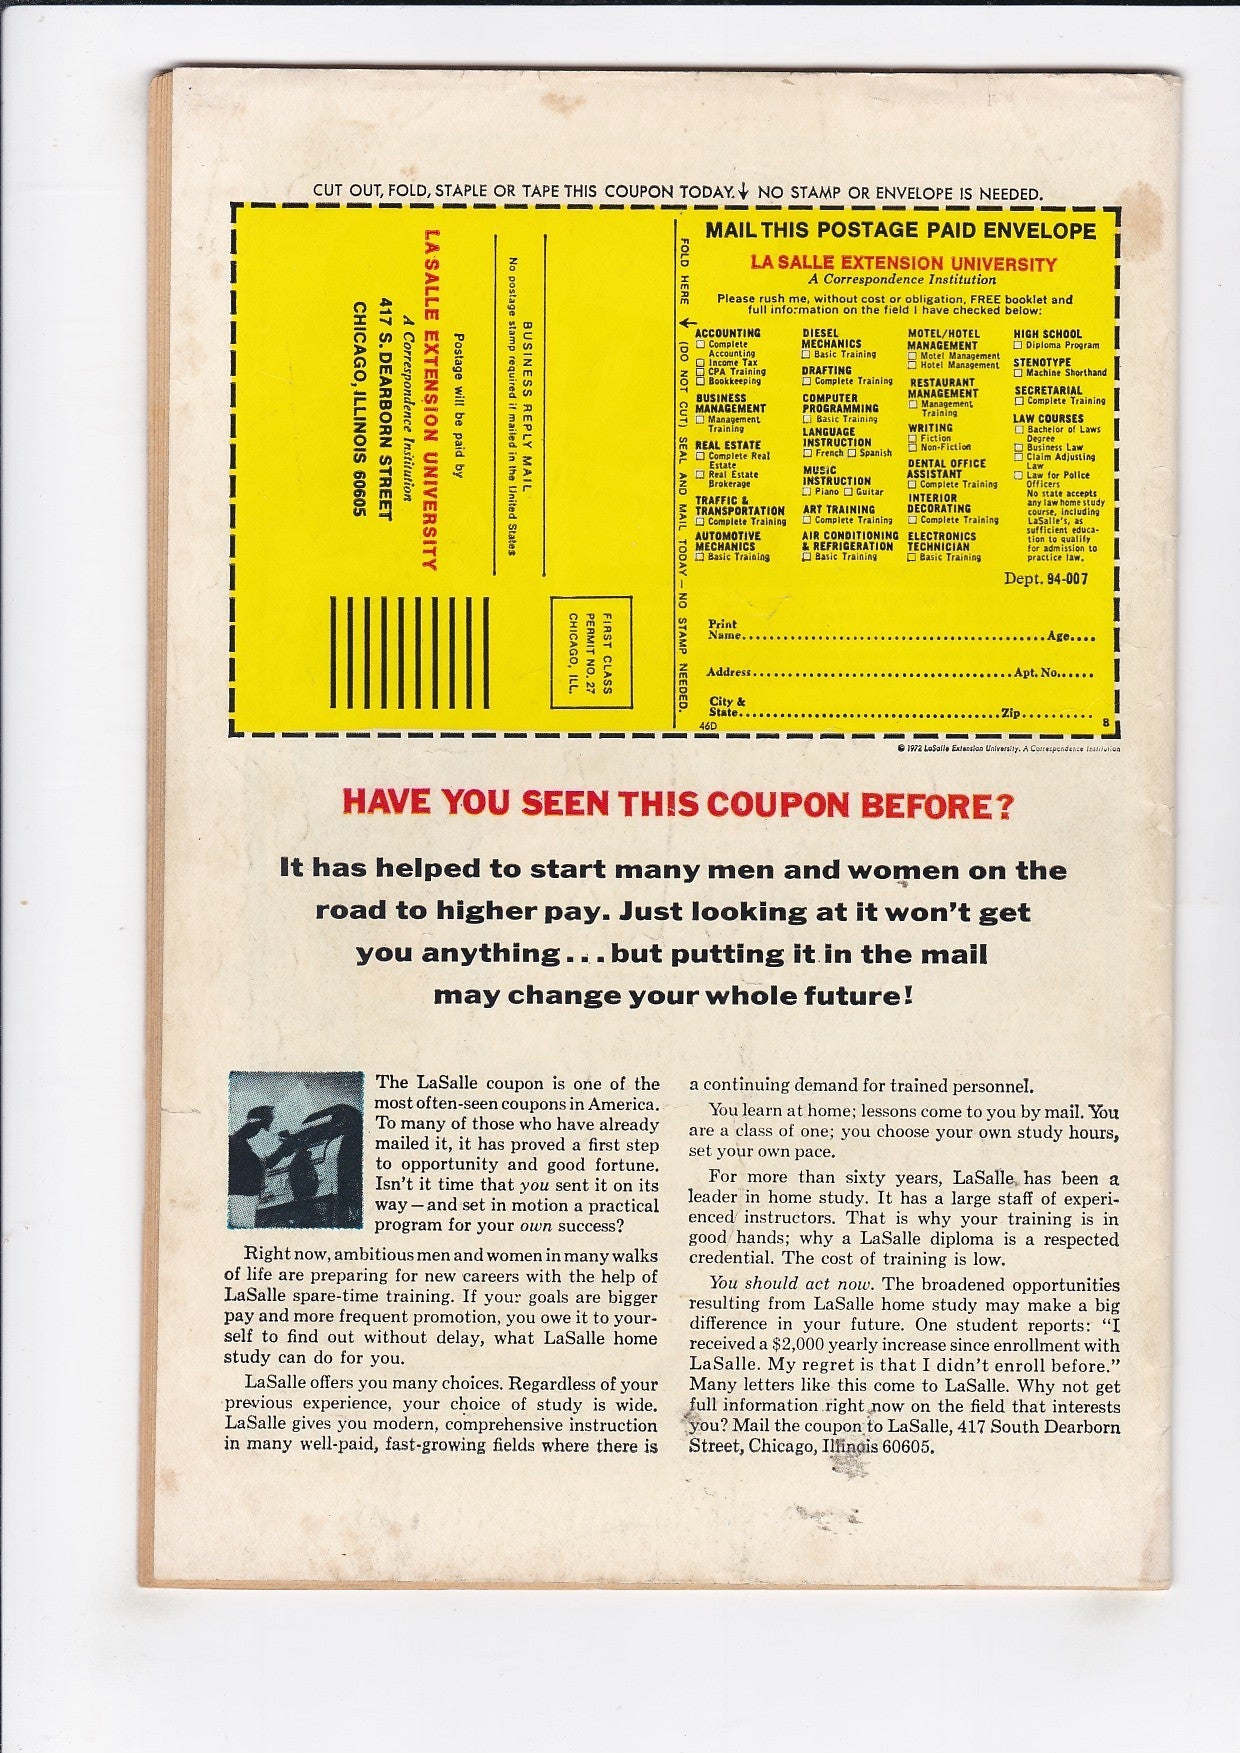 CUT OUT, FOLD, STAPLE OR TAPE THIS COUPON TODAY.↓ NO STAMP OR ENVELOPE IS NEEDED.
LA SALLE EXTENSION UNIVERSITY
A Correspondence Institution
417 S. DEARBORN STREET
CHICAGO, ILLINOIS 60605
Postage will be paid by
No postage stamp required if mailed in the United States
BUSINESS REPLY MAIL
FIRST CLASS
PERMIT NO. 27
CHICAGO, ILL.
FOLD HERE (DO NOT CUT) SEAL AND MAIL TODAY — NO STAMP NEEDED.
MAIL THIS POSTAGE PAID ENVELOPE
LA SALLE EXTENSION UNIVERSITY
A Correspondence Institution
Please rush me, without cost or obligation, FREE booklet and
full information on the field I have checked below:
ACCOUNTING
☐ Complete
Accounting
☐ Income Tax
☐ CPA Training
☐ Bookkeeping
BUSINESS
MANAGEMENT
☐ Management
Training
REAL ESTATE
☐ Complete Real
Estate
☐ Real Estate
Brokerage
TRAFFIC &
TRANSPORTATION
☐ Complete Training
AUTOMOTIVE
MECHANICS
☐ Basic Training
DIESEL
MECHANICS
☐ Basic Training
DRAFTING
☐ Complete Training
COMPUTER
PROGRAMMING
☐ Basic Training
LANGUAGE
INSTRUCTION
☐ French ☐ Spanish
MUSIC
INSTRUCTION
☐ Piano ☐ Guitar
ART TRAINING
☐ Complete Training
AIR CONDITIONING
& REFRIGERATION
☐ Basic Training
MOTEL/HOTEL
MANAGEMENT
☐ Motel Management
☐ Hotel Management
RESTAURANT
MANAGEMENT
☐ Management
Training
WRITING
☐ Fiction
☐ Non-Fiction
DENTAL OFFICE
ASSISTANT
☐ Complete Training
INTERIOR
DECORATING
☐ Complete Training
ELECTRONICS
TECHNICIAN
☐ Basic Training
HIGH SCHOOL
☐ Diploma Program
STENOTYPE
☐ Machine Shorthand
SECRETARIAL
☐ Complete Training
LAW COURSES
☐ Bachelor of Laws
Degree
☐ Business Law
☐ Claim Adjusting
Law
☐ Law for Police
Officers
No state accepts
any law home study
course, including
LaSalle's, as
sufficient educa-
tion to qualify
for admission to
practice law.
Dept. 94-007
Print
Name..........Age....
Address..........Apt. No......
City &
State..........Zip..........
46D 8
© 1972 LaSalle Extension University. A Correspondence Institution
HAVE YOU SEEN THIS COUPON BEFORE?
It has helped to start many men and women on the
road to higher pay. Just looking at it won't get
you anything...but putting it in the mail
may change your whole future!
The LaSalle coupon is one of the
most often-seen coupons in America.
To many of those who have already
mailed it, it has proved a first step
to opportunity and good fortune.
Isn't it time that you sent it on its
way — and set in motion a practical
program for your own success?
Right now, ambitious men and women in many walks
of life are preparing for new careers with the help of
LaSalle spare-time training. If your goals are bigger
pay and more frequent promotion, you owe it to your-
self to find out without delay, what LaSalle home
study can do for you.
LaSalle offers you many choices. Regardless of your
previous experience, your choice of study is wide.
LaSalle gives you modern, comprehensive instruction
in many well-paid, fast-growing fields where there is
a continuing demand for trained personnel.
You learn at home; lessons come to you by mail. You
are a class of one; you choose your own study hours,
set your own pace.
For more than sixty years, LaSalle has been a
leader in home study. It has a large staff of experi-
enced instructors. That is why your training is in
good hands; why a LaSalle diploma is a respected
credential. The cost of training is low.
You should act now. The broadened opportunities
resulting from LaSalle home study may make a big
difference in your future. One student reports: "I
received a $2,000 yearly increase since enrollment with
LaSalle. My regret is that I didn't enroll before."
Many letters like this come to LaSalle. Why not get
full information right now on the field that interests
you? Mail the coupon to LaSalle, 417 South Dearborn
Street, Chicago, Illinois 60605.